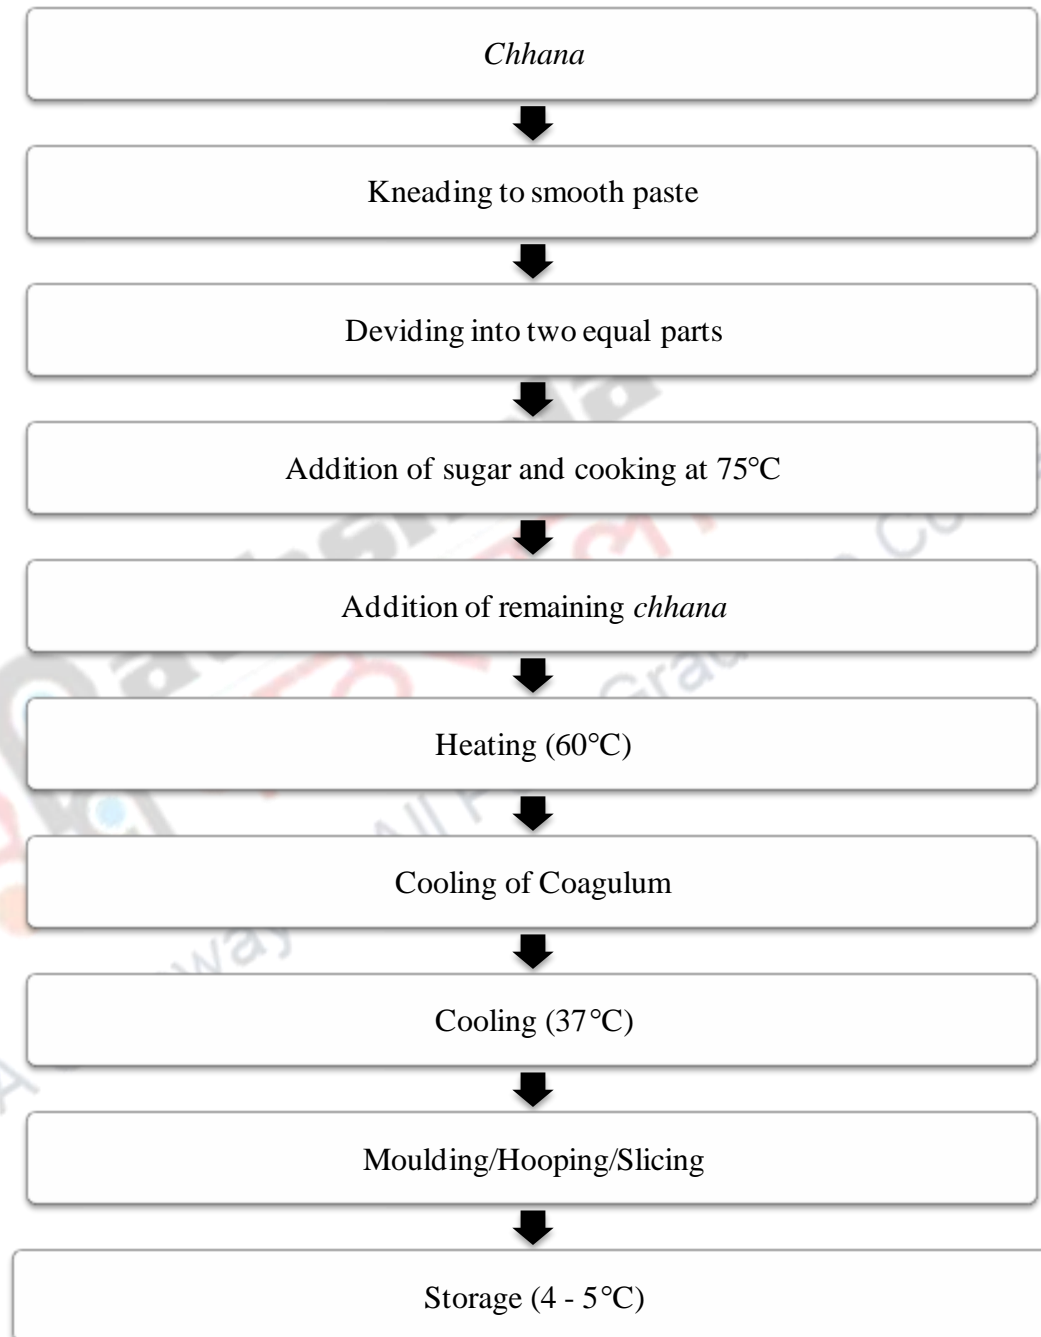 Chhana
Kneading to smooth paste
Deviding into two equal parts
Addition of sugar and cooking at 75°C
Addition of remaining chhana
Heating (60°C)
Cooling of Coagulum
Cooling (37°C)
Moulding/Hooping/Slicing
Storage (4 - 5°C)